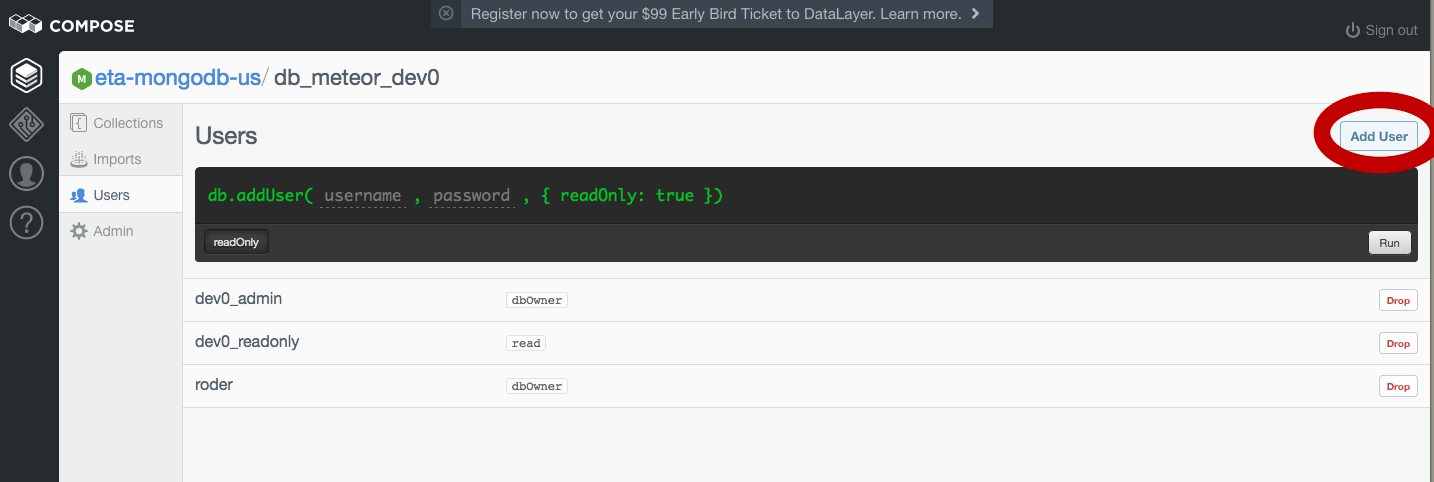 COMPOSE
Register now to get your $99 Early Bird Ticket to DataLayer. Learn more.
Sign out
M
eta-mongodb-us/ db_meteor_dev0
Collections
Imports
Users
Admin
?
Users
Add User
db.addUser( username , password , { readOnly: true })
readOnly
Run
dev0_admin dbOwner Drop
dev0_readonly read Drop
roder dbOwner Drop